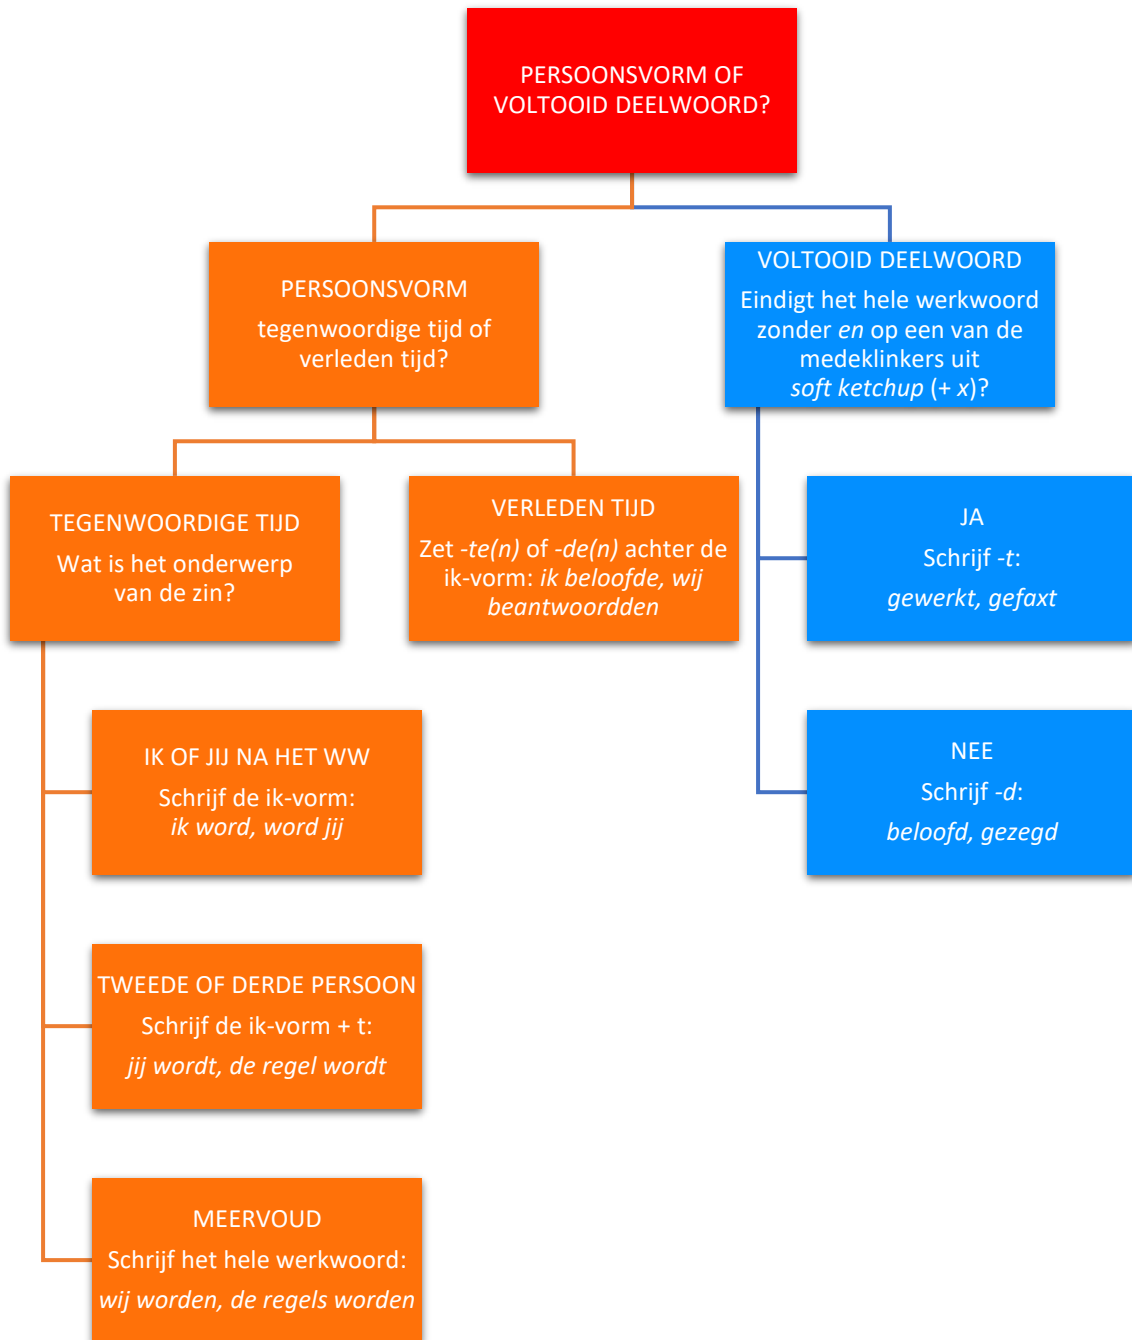 PERSOONSVORM OF
VOLTOOID DEELWOORD?
PERSOONSVORM
tegenwoordige tijd of
verleden tijd?
VOLTOOID DEELWOORD
Eindigt het hele werkwoord
zonder en op een van de
medeklinkers uit
soft ketchup (+ x)?
TEGENWOORDIGE TIJD
Wat is het onderwerp
van de zin?
VERLEDEN TIJD
Zet -te(n) of -de(n) achter de
ik-vorm: ik beloofde, wij
beantwoordden
JA
Schrijf -t:
gewerkt, gefaxt
IK OF JIJ NA HET WW
Schrijf de ik-vorm:
ik word, word jij
NEE
Schrijf -d:
beloofd, gezegd
TWEEDE OF DERDE PERSOON
Schrijf de ik-vorm + t:
jij wordt, de regel wordt
MEERVOUD
Schrijf het hele werkwoord:
wij worden, de regels worden